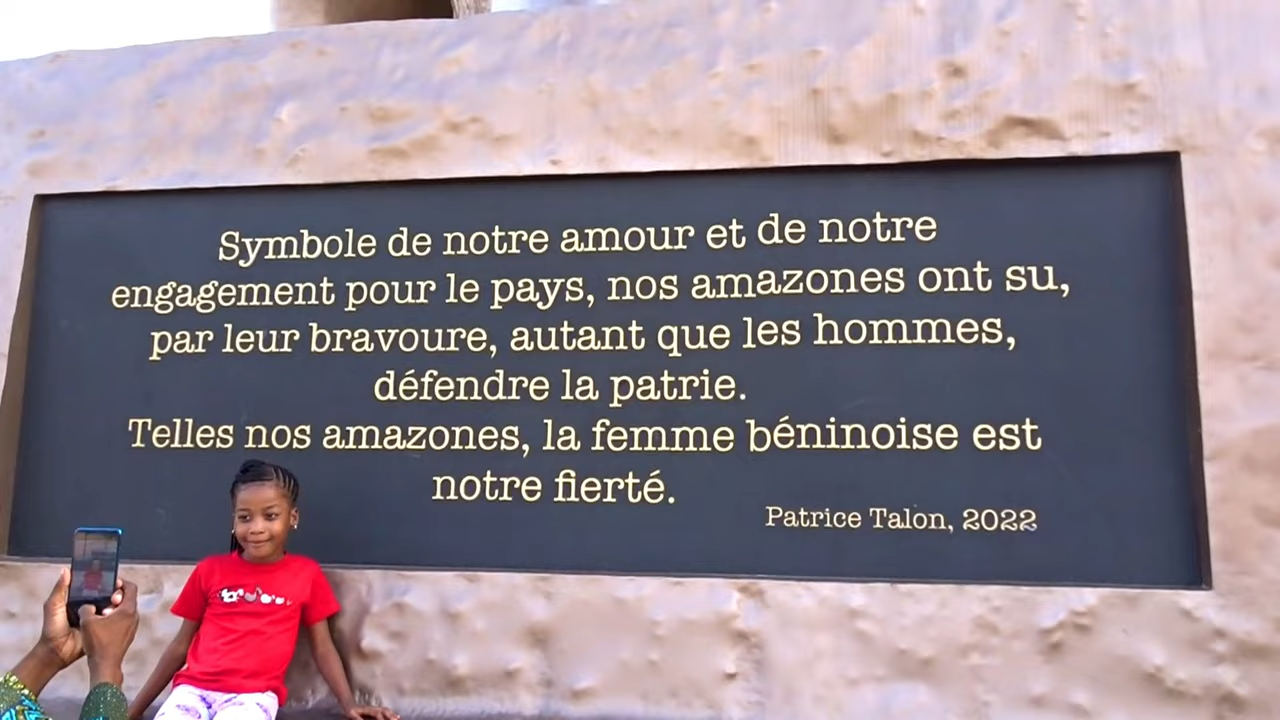 Symbole de notre amour et de notre
engagement pour le pays, nos amazones ont su,
par leur bravoure, autant que les hommes,
défendre la patrie.
Telles nos amazones, la femme béninoise est
notre fierté.
Patrice Talon, 2022